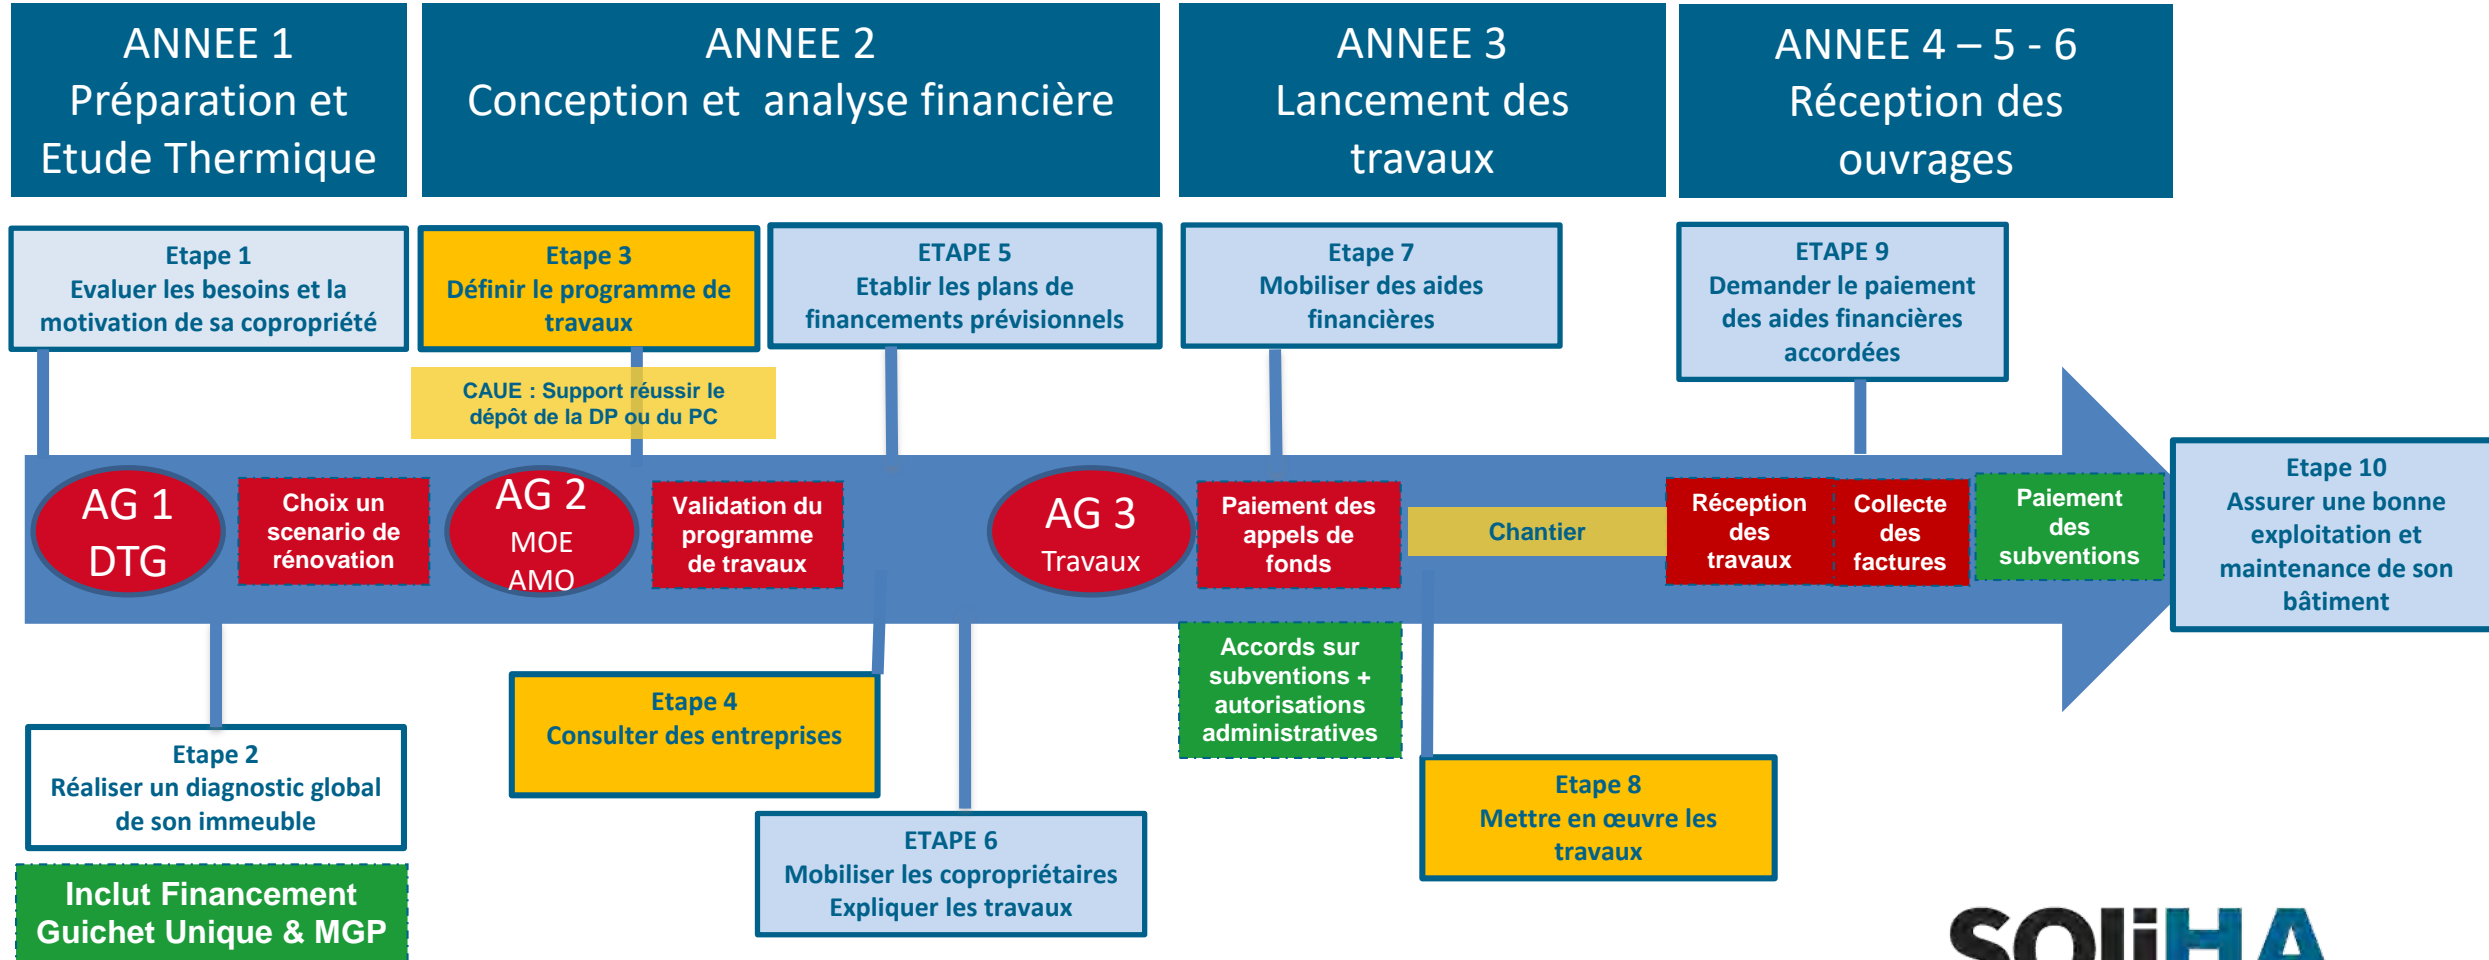 ANNEE 1
Préparation et
Etude Thermique
ANNEE 2
Conception et analyse financière
ANNEE 3
Lancement des
travaux
ANNEE 4 – 5 - 6
Réception des
ouvrages
Etape 1
Evaluer les besoins et la
motivation de sa copropriété
Etape 3
Définir le programme de
travaux
ETAPE 5
Etablir les plans de
financements prévisionnels
Etape 7
Mobiliser des aides
financières
ETAPE 9
Demander le paiement
des aides financières
accordées
CAUE : Support réussir le
dépôt de la DP ou du PC
AG 1
DTG
Choix un
scenario de
rénovation
AG 2
MOE
AMO
Validation du
programme
de travaux
AG 3
Travaux
Paiement des
appels de
fonds
Chantier
Réception
des
travaux
Collecte
des
factures
Paiement
des
subventions
Etape 10
Assurer une bonne
exploitation et
maintenance de son
bâtiment
Accords sur
subventions +
autorisations
administratives
Etape 4
Consulter des entreprises
Etape 2
Réaliser un diagnostic global
de son immeuble
Etape 8
Mettre en œuvre les
travaux
ETAPE 6
Mobiliser les copropriétaires
Expliquer les travaux
Inclut Financement
Guichet Unique & MGP
SOliHA